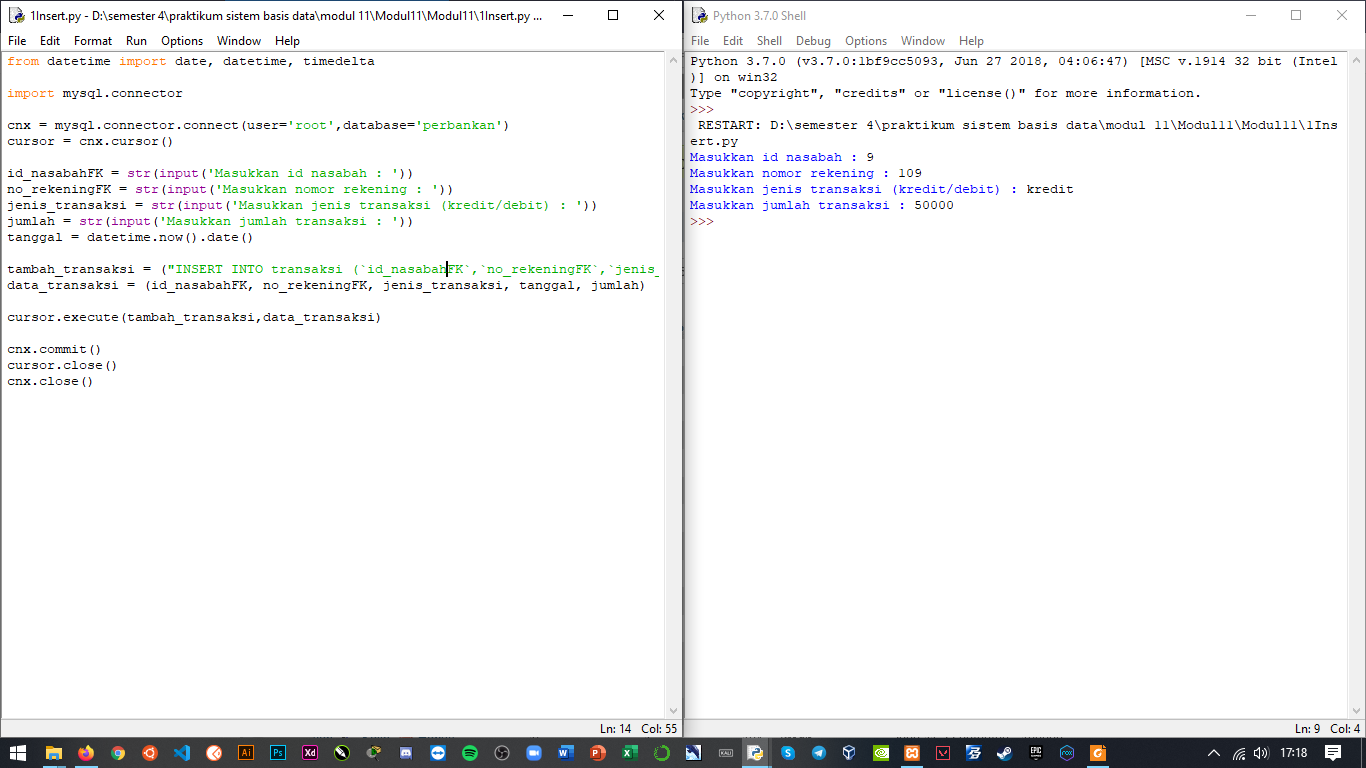 1Insert.py - D:\semester 4\praktikum sistem basis data\modul 11\Modul11\Modul11\1Insert.py ...
File Edit Format Run Options Window Help
from datetime import date, datetime, timedelta
import mysql.connector
cnx = mysql.connector.connect(user='root',database='perbankan')
cursor = cnx.cursor()
id_nasabahFK = str(input('Masukkan id nasabah : '))
no_rekeningFK = str(input('Masukkan nomor rekening : '))
jenis_transaksi = str(input('Masukkan jenis transaksi (kredit/debit) : '))
jumlah = str(input('Masukkan jumlah transaksi : '))
tanggal = datetime.now().date()
tambah_transaksi = ("INSERT INTO transaksi (`id_nasabahFK`,`no_rekeningFK`,`jenis_
data_transaksi = (id_nasabahFK, no_rekeningFK, jenis_transaksi, tanggal, jumlah)
cursor.execute(tambah_transaksi,data_transaksi)
cnx.commit()
cursor.close()
cnx.close()
Ln: 14 Col: 55
Python 3.7.0 Shell
File Edit Shell Debug Options Window Help
Python 3.7.0 (v3.7.0:1bf9cc5093, Jun 27 2018, 04:06:47) [MSC v.1914 32 bit (Intel
)] on win32
Type "copyright", "credits" or "license()" for more information.
>>>
RESTART: D:\semester 4\praktikum sistem basis data\modul 11\Modul11\Modul11\1Ins
ert.py
Masukkan id nasabah : 9
Masukkan nomor rekening : 109
Masukkan jenis transaksi (kredit/debit) : kredit
Masukkan jumlah transaksi : 50000
>>>
Ln: 9 Col: 4
Ai
Ps
Xd
KALI
EPIC
17:18